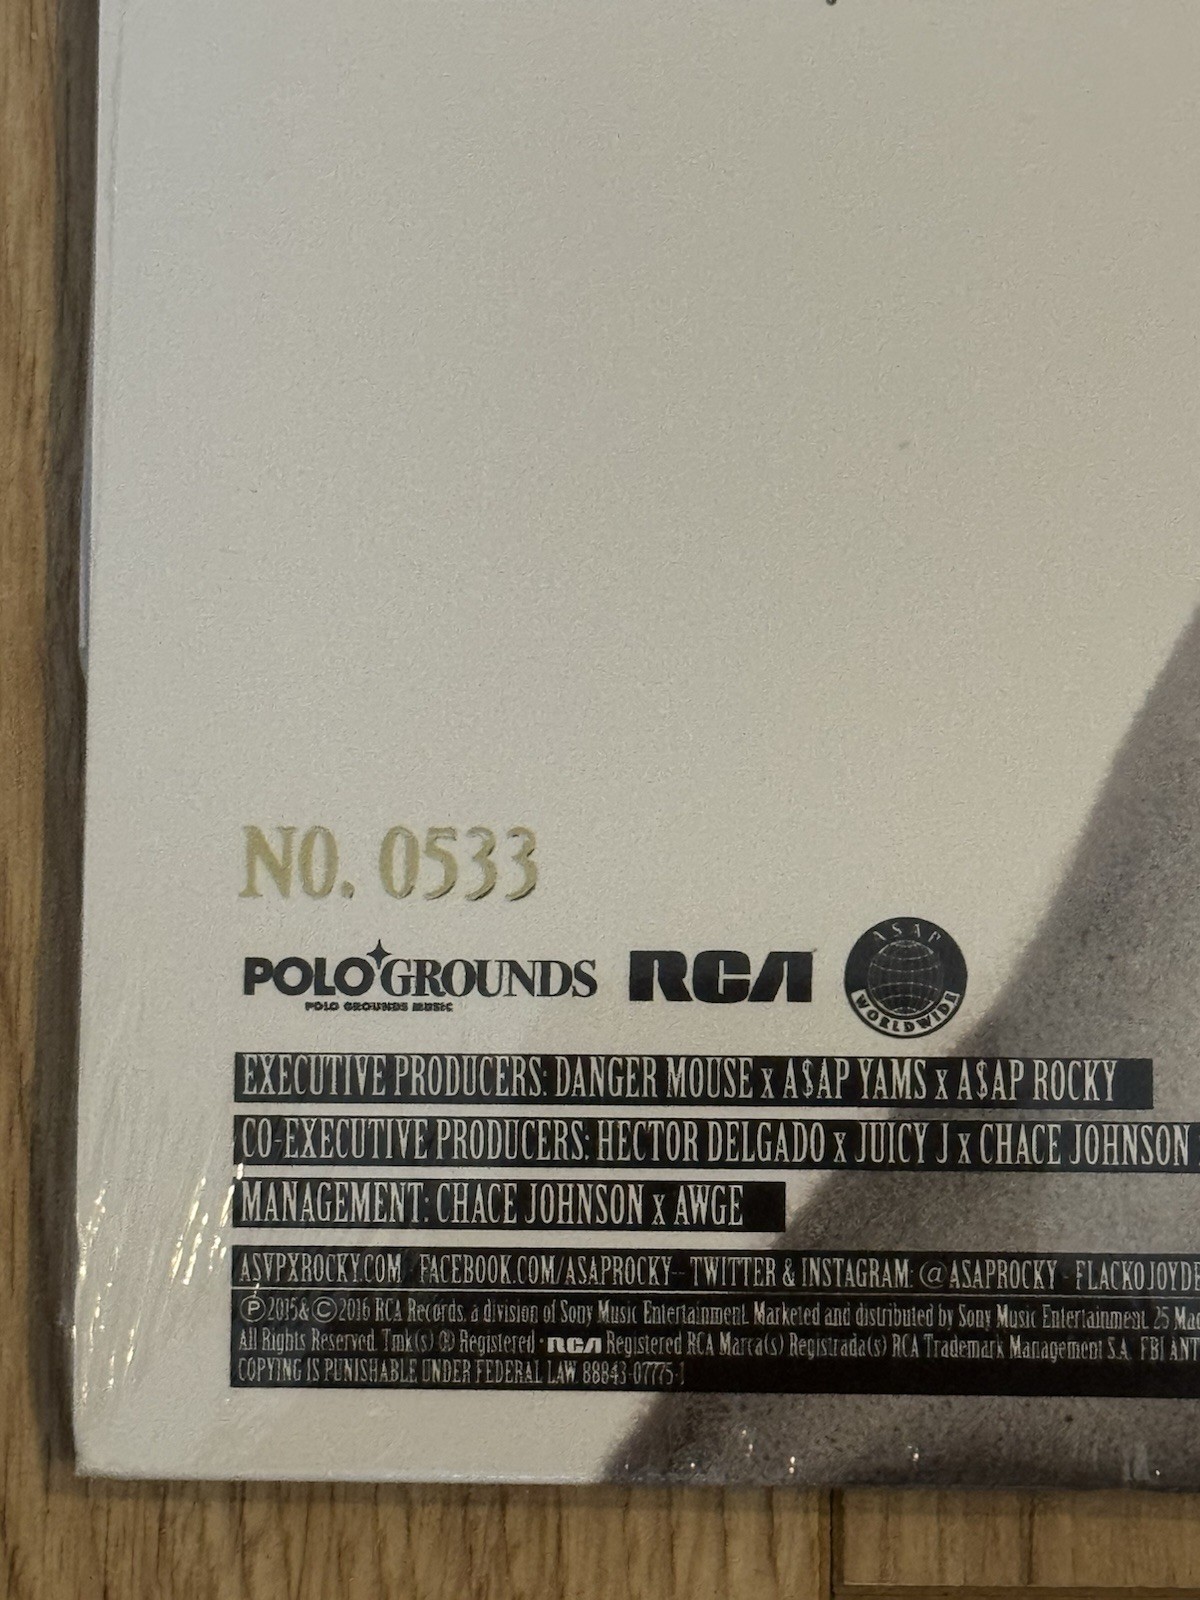 NO. 0533
POLO GROUNDS
POLO GROUNDS MUSIC
RCA
A S A P
WORLDWIDE
EXECUTIVE PRODUCERS: DANGER MOUSE x A$AP YAMS x A$AP ROCKY
CO-EXECUTIVE PRODUCERS: HECTOR DELGADO x JUICY J x CHACE JOHNSON
MANAGEMENT: CHACE JOHNSON x AWGE
ASVPXROCKY.COM - FACEBOOK.COM/ASAPROCKY - TWITTER & INSTAGRAM: @ASAPROCKY - FLACKOJOYDE
Ⓟ2015&©2016 RCA Records, a division of Sony Music Entertainment. Marketed and distributed by Sony Music Entertainment, 25 Mad
All Rights Reserved. Tmk(s) ® Registered · RCA Registered RCA Marca(s) Registrada(s) RCA Trademark Management S.A. FBI ANT
COPYING IS PUNISHABLE UNDER FEDERAL LAW. 88843-07775-1